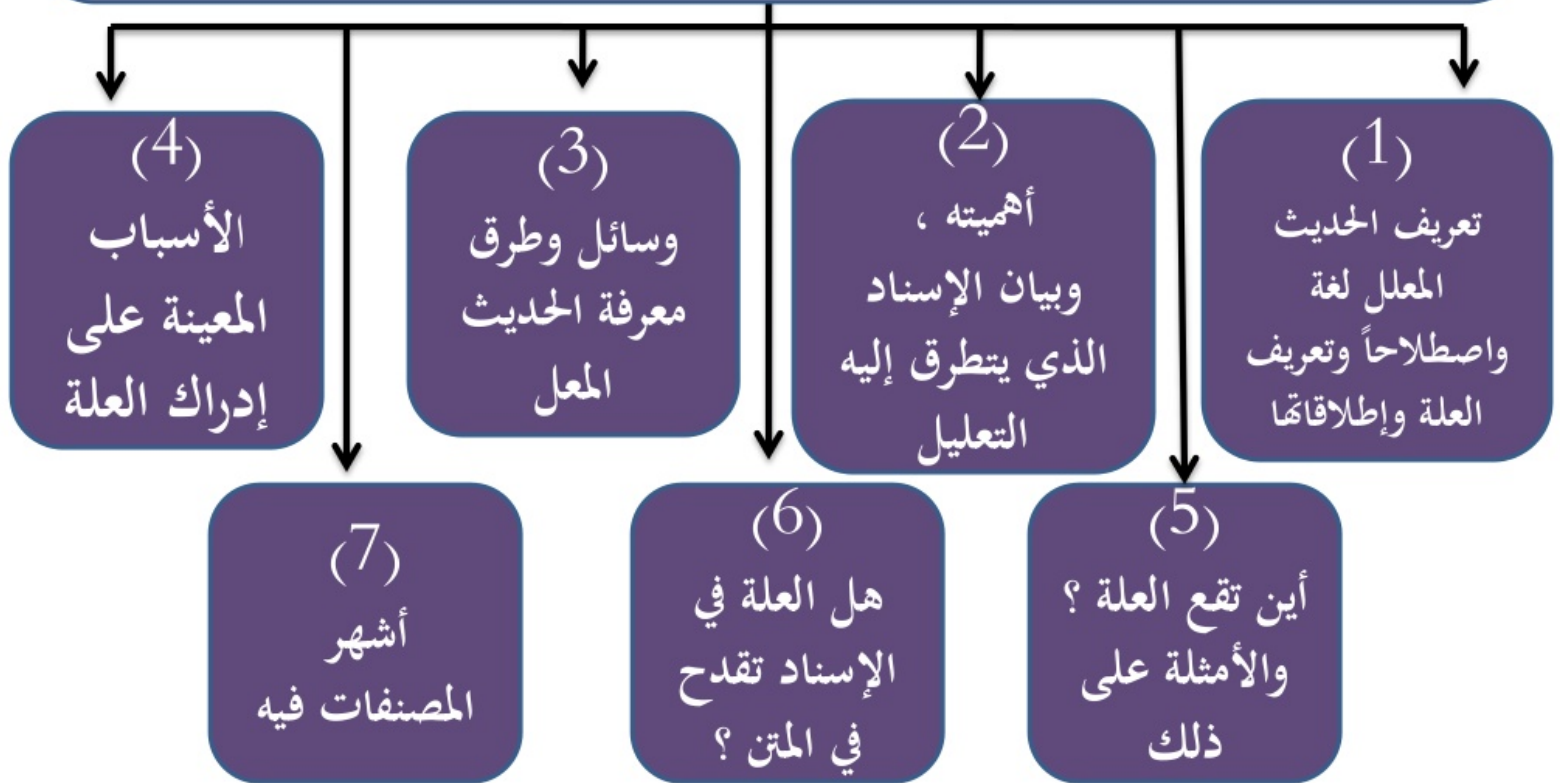 (1)
تعريف الحديث
المعلل لغة
واصطلاحاً وتعريف
العلة وإطلاقاتها
(2)
أهميته ،
وبيان الإسناد
الذي يتطرق إليه
التعليل
(3)
وسائل وطرق
معرفة الحديث
المعل
(4)
الأسباب
المعينة على
إدراك العلة
(5)
أين تقع العلة ؟
والأمثلة على
ذلك
(6)
هل العلة في
الإسناد تقدح
في المتن ؟
(7)
أشهر
المصنفات فيه